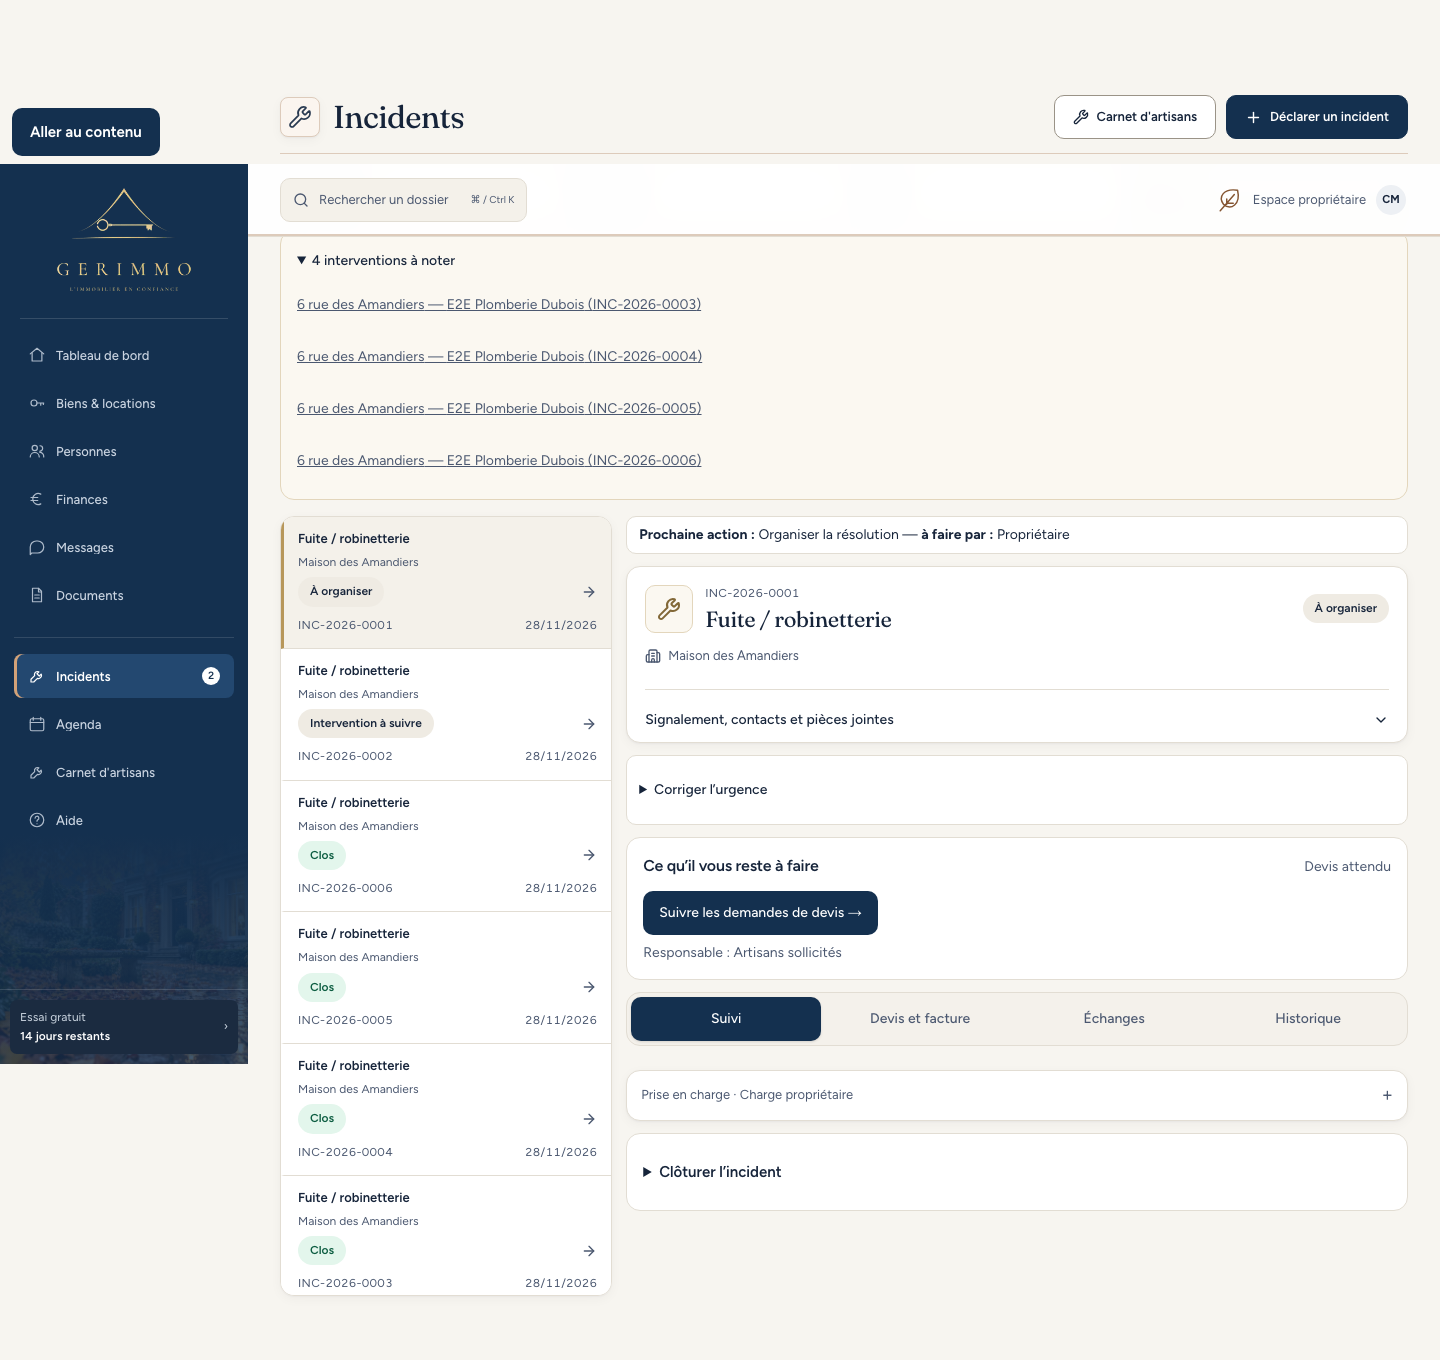 Incidents
Carnet d'artisans
Déclarer un incident
Aller au contenu
Rechercher un dossier
⌘ / Ctrl K
Espace propriétaire
CM
GERIMMO
L'IMMOBILIER EN CONFIANCE
Tableau de bord
Biens & locations
Personnes
Finances
Messages
Documents
Incidents
2
Agenda
Carnet d'artisans
Aide
Essai gratuit
14 jours restants
›
▼ 4 interventions à noter
6 rue des Amandiers — E2E Plomberie Dubois (INC-2026-0003)
6 rue des Amandiers — E2E Plomberie Dubois (INC-2026-0004)
6 rue des Amandiers — E2E Plomberie Dubois (INC-2026-0005)
6 rue des Amandiers — E2E Plomberie Dubois (INC-2026-0006)
Fuite / robinetterie
Maison des Amandiers
À organiser
INC-2026-0001 28/11/2026
Fuite / robinetterie
Maison des Amandiers
Intervention à suivre
INC-2026-0002 28/11/2026
Fuite / robinetterie
Maison des Amandiers
Clos
INC-2026-0006 28/11/2026
Fuite / robinetterie
Maison des Amandiers
Clos
INC-2026-0005 28/11/2026
Fuite / robinetterie
Maison des Amandiers
Clos
INC-2026-0004 28/11/2026
Fuite / robinetterie
Maison des Amandiers
Clos
INC-2026-0003 28/11/2026
Prochaine action : Organiser la résolution — à faire par : Propriétaire
INC-2026-0001
Fuite / robinetterie
À organiser
Maison des Amandiers
Signalement, contacts et pièces jointes
▶ Corriger l’urgence
Ce qu’il vous reste à faire
Devis attendu
Suivre les demandes de devis →
Responsable : Artisans sollicités
Suivi
Devis et facture
Échanges
Historique
Prise en charge · Charge propriétaire +
▶ Clôturer l’incident